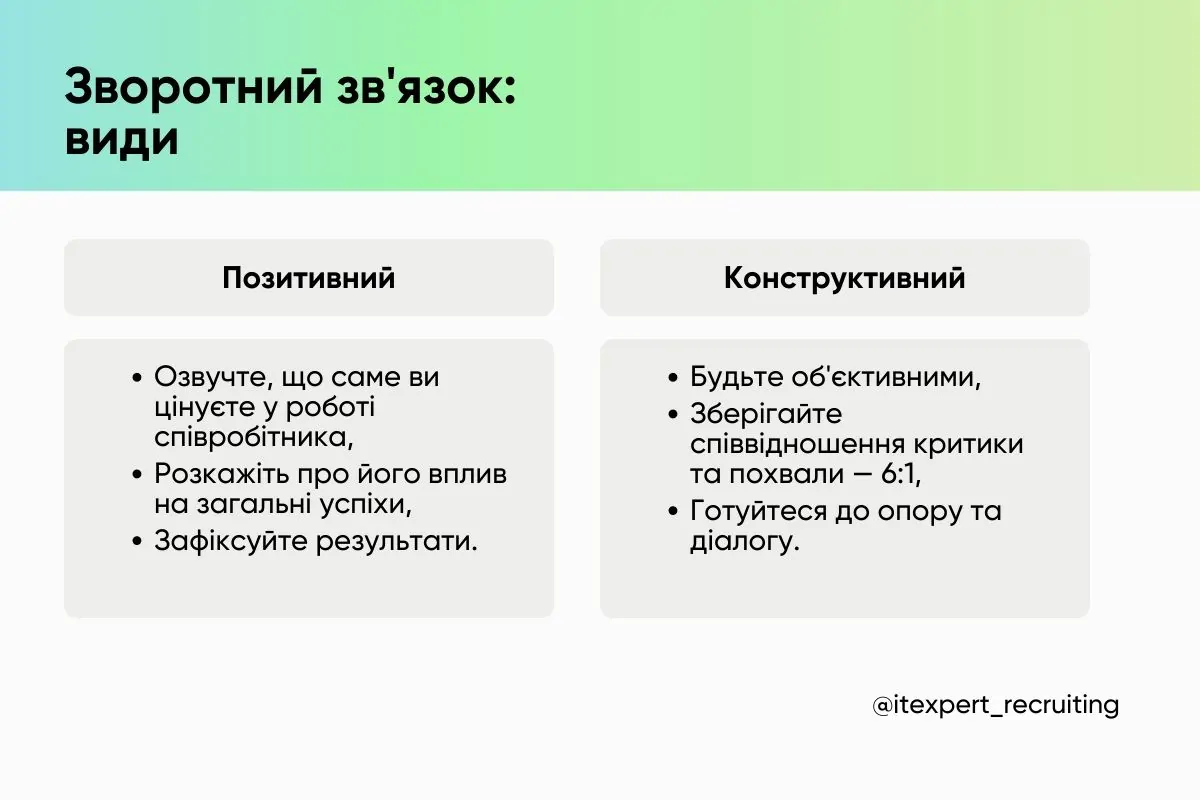 Зворотний зв'язок:
види
Позитивний
• Озвучте, що саме ви
цінуєте у роботі
співробітника,
• Розкажіть про його вплив
на загальні успіхи,
• Зафіксуйте результати.
Конструктивний
• Будьте об'єктивними,
• Зберігайте
співвідношення критики
та похвали — 6:1,
• Готуйтеся до опору та
діалогу.
@itexpert_recruiting